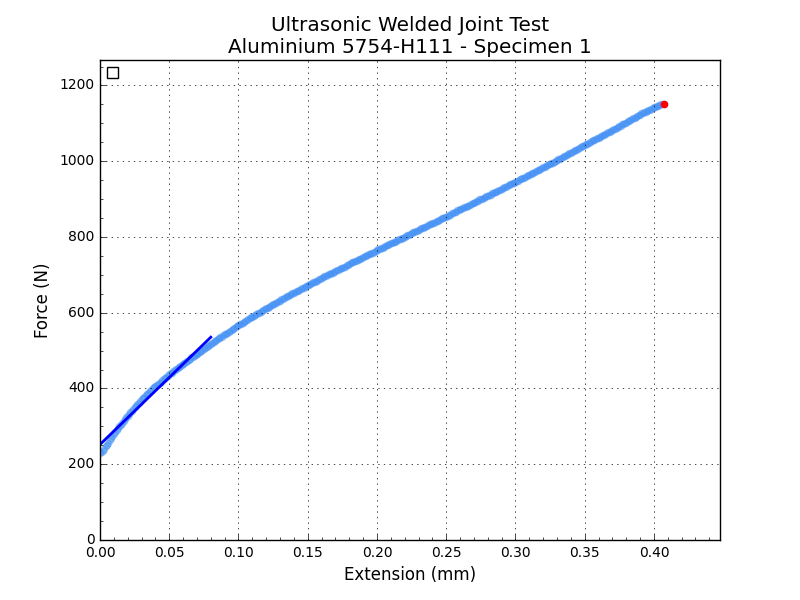 Ultrasonic Welded Joint Test
Aluminium 5754-H111 - Specimen 1
1200
1000
800
600
400
200
0
Force (N)
0.00 0.05 0.10 0.15 0.20 0.25 0.30 0.35 0.40
Extension (mm)